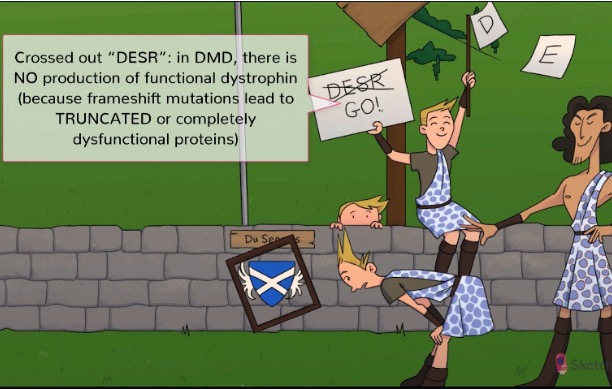 Crossed out “DESR”: in DMD, there is
NO production of functional dystrophin
(because frameshift mutations lead to
TRUNCATED or completely
dysfunctional proteins)
DESR
GO!
D
E
Sketc